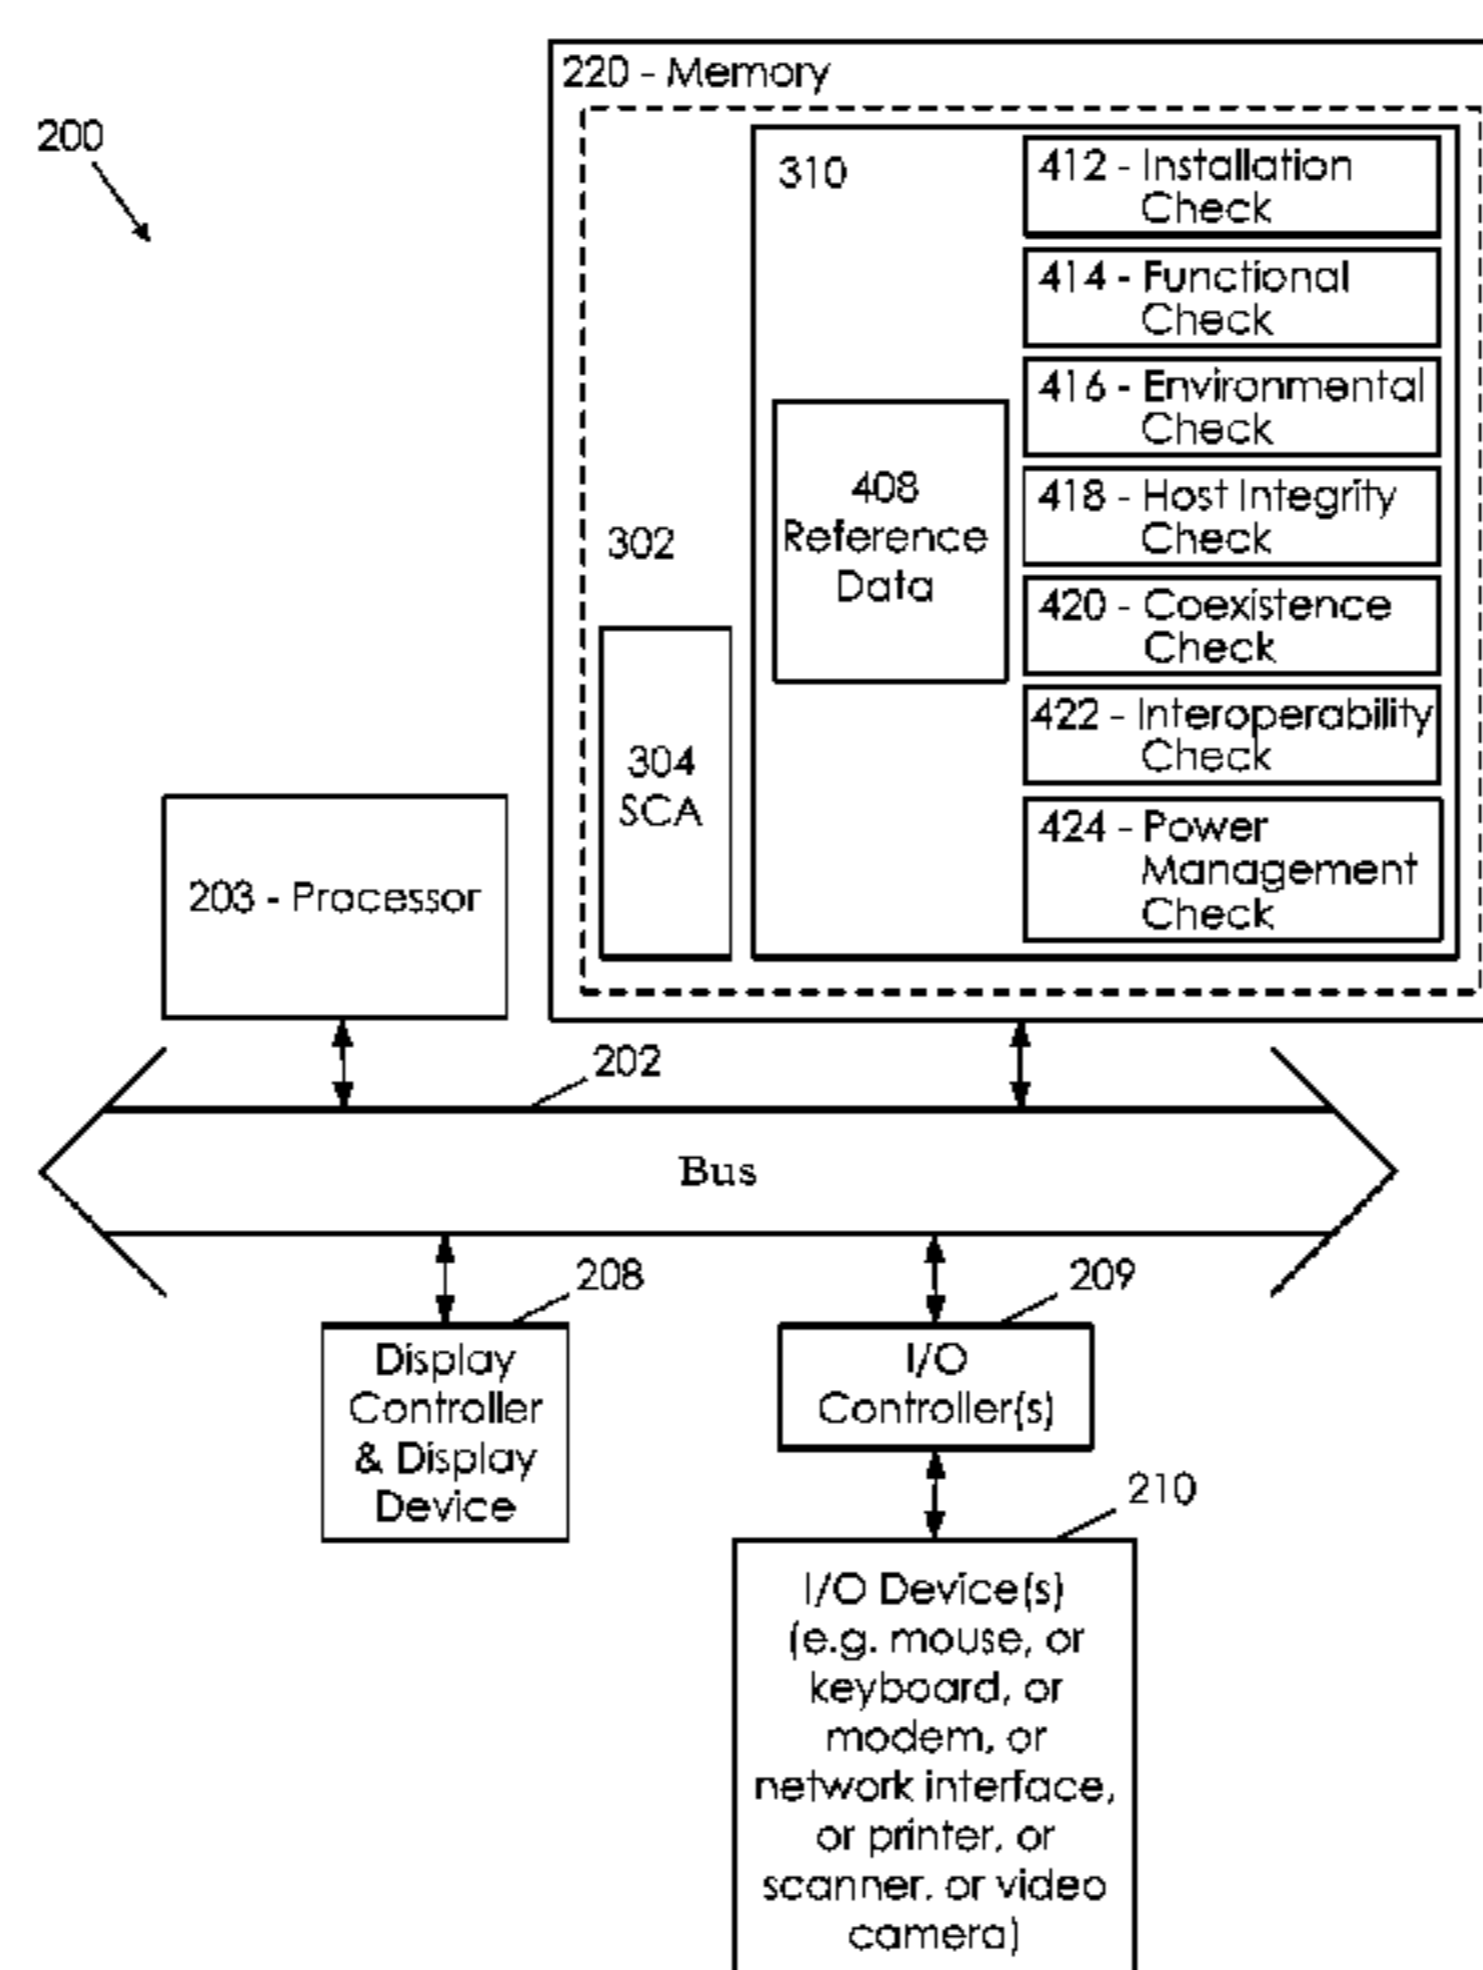 220 - Memory
200
310
412 - Installation
Check
414 - Functional
Check
416 - Environmental
Check
408
Reference
Data
418 - Host Integrity
Check
302
420 - Coexistence
Check
422 - Interoperability
Check
304
SCA
424 - Power
Management
Check
203 - Processor
202
Bus
208
209
Display
Controller
& Display
Device
I/O
Controller(s)
210
I/O Device(s)
(e.g. mouse, or
keyboard, or
modem, or
network interface,
or printer, or
scanner, or video
camera)